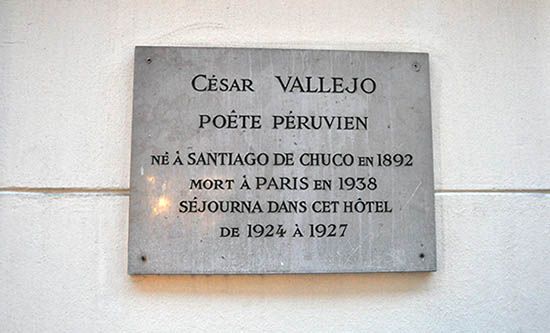 CÉSAR VALLEJO
POÊTE PÉRUVIEN
NÉ À SANTIAGO DE CHUCO EN 1892
MORT À PARIS EN 1938
SÉJOURNA DANS CET HÔTEL
DE 1924 À 1927